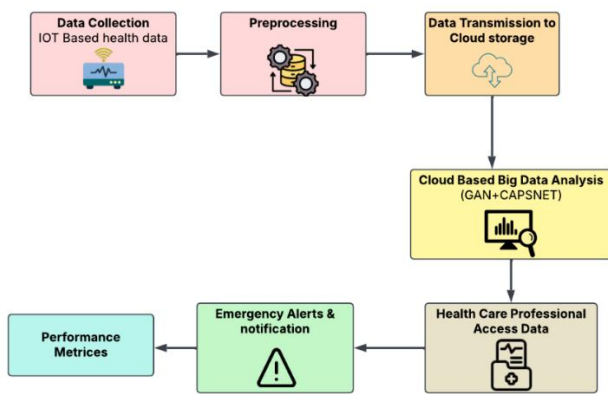 Data Collection
IOT Based health data
Preprocessing
Data Transmission to
Cloud storage
Cloud Based Big Data Analysis
(GAN+CAPSNET)
Health Care Professional
Access Data
Emergency Alerts &
notification
Performance
Metrices